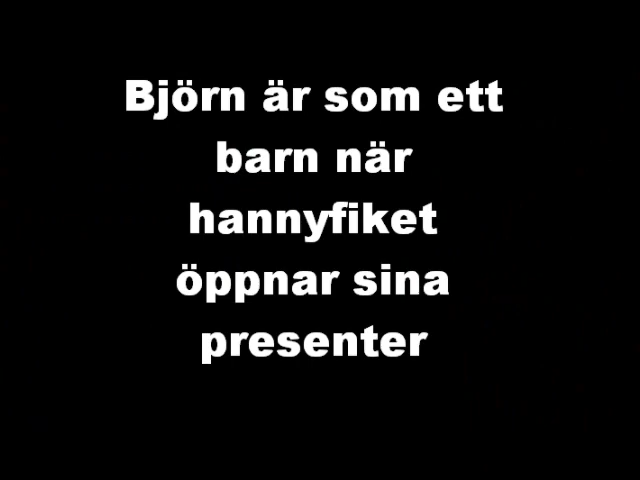 Björn är som ett
barn när
hannyfiket
öppnar sina
presenter